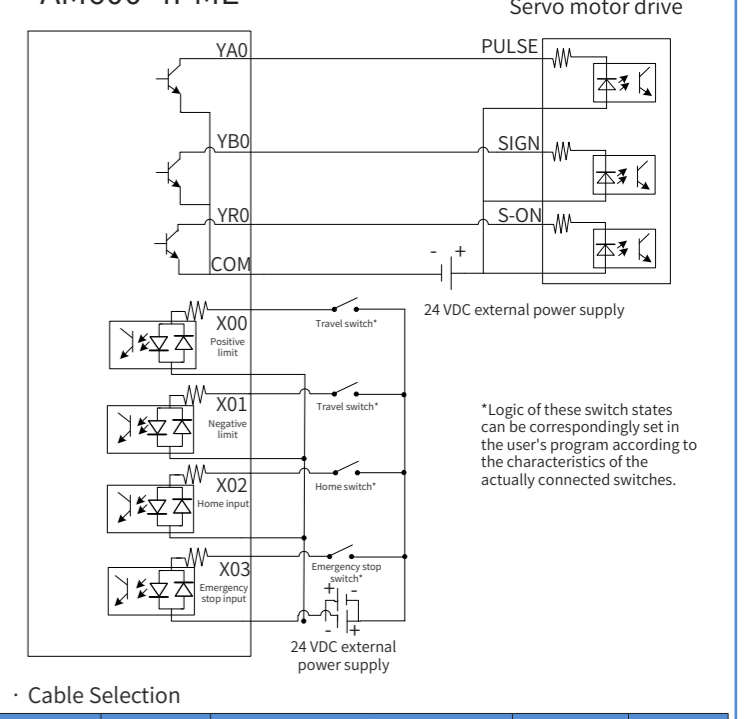 Servo motor drive
YA0
PULSE
YB0
SIGN
YR0
S-ON
COM
- +
24 VDC external power supply
X00
Positive
limit
Travel switch*
X01
Negative
limit
Travel switch*
*Logic of these switch states
can be correspondingly set in
the user's program according to
the characteristics of the
actually connected switches.
X02
Home input
Home switch*
X03
Emergency
stop input
Emergency stop
switch*
+ -
- +
24 VDC external
power supply
· Cable Selection